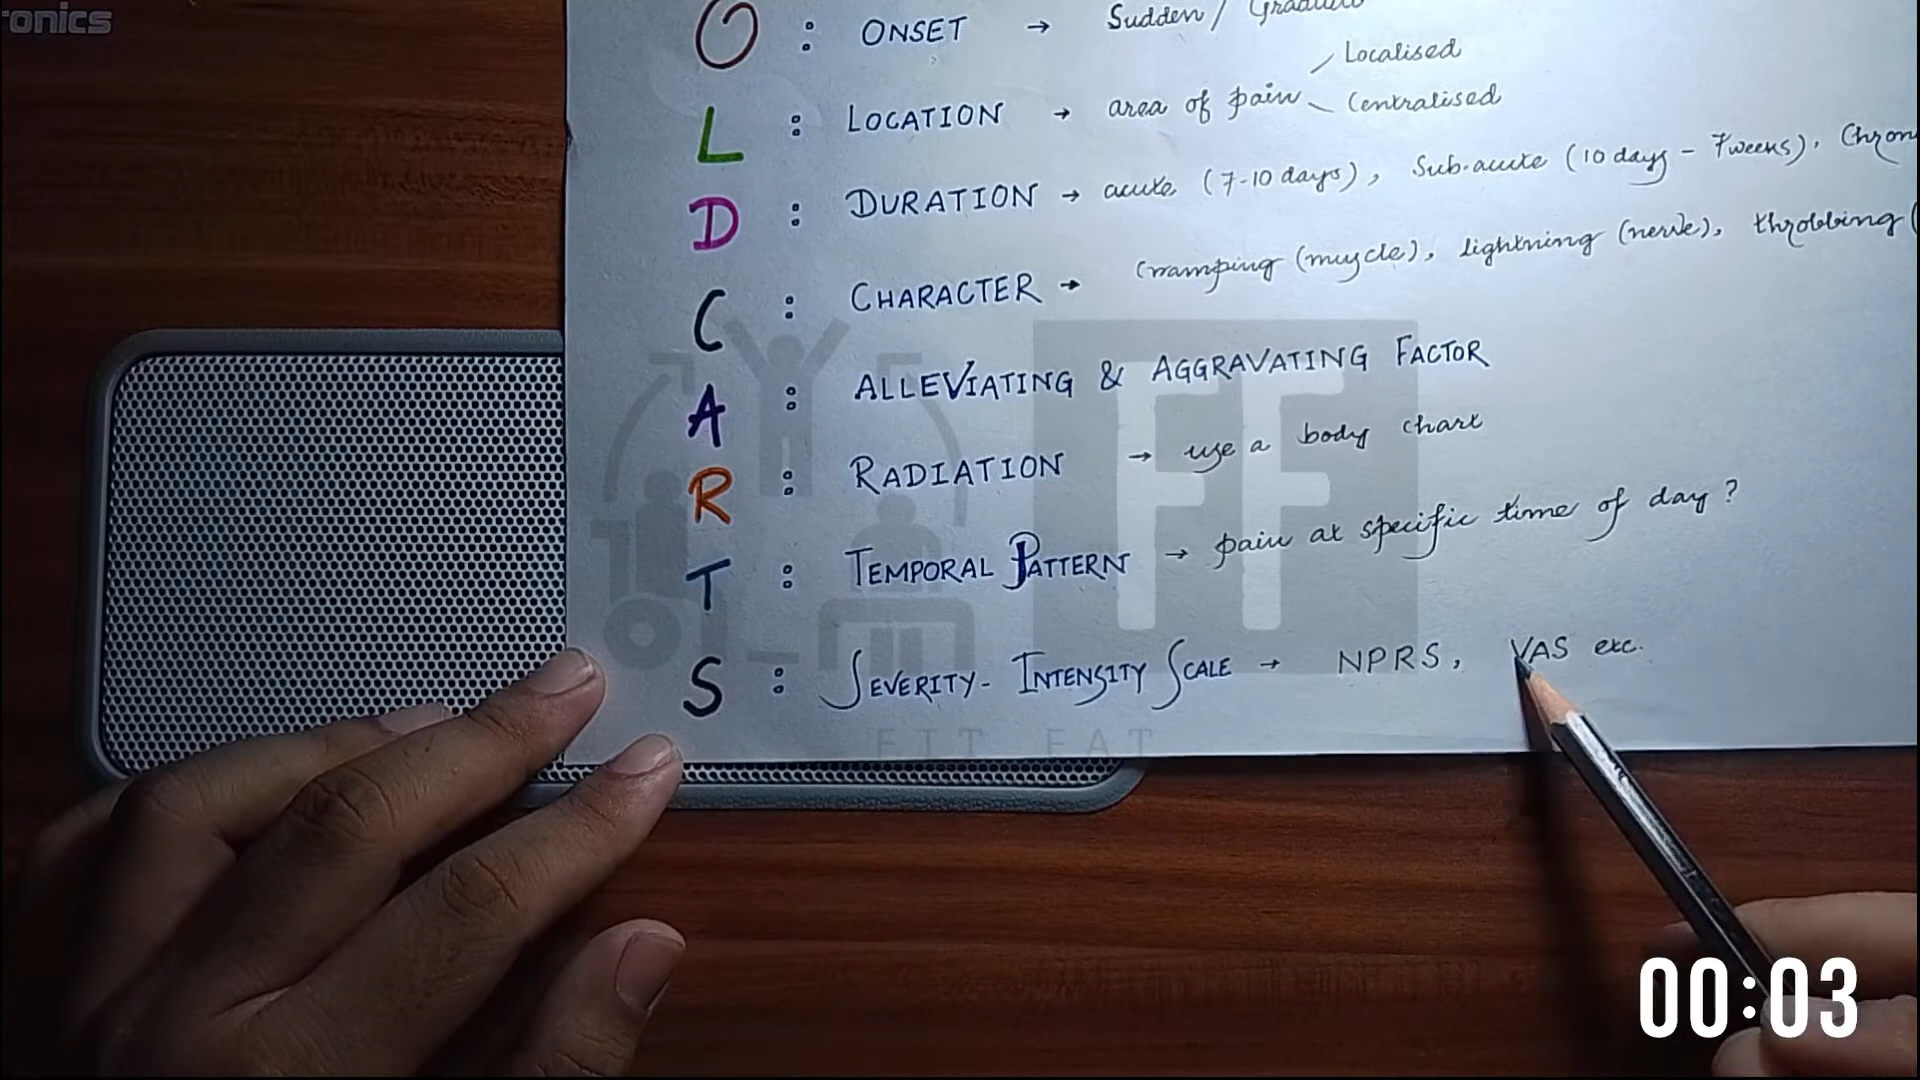 onics
O : ONSET → Sudden /
Localised
L : LOCATION → area of pain
Centralised
D : DURATION → acute (7-10 days), Sub.acute (10 days - 7weeks), Chron
C : CHARACTER → Cramping (muscle), lightning (nerve), throbbing (
A : ALLEVIATING & AGGRAVATING FACTOR
R : RADIATION → use a body chart
T : TEMPORAL PATTERN → pain at specific time of day ?
S : SEVERITY - INTENSITY SCALE → NPRS, VAS etc.
FF
FIT FAT
00:03